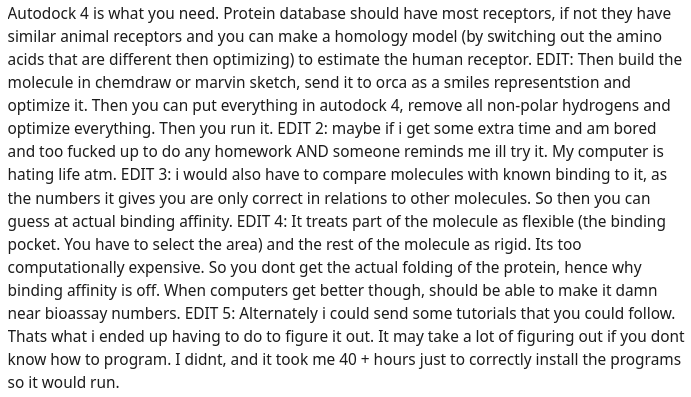 Autodock 4 is what you need. Protein database should have most receptors, if not they have
similar animal receptors and you can make a homology model (by switching out the amino
acids that are different then optimizing) to estimate the human receptor. EDIT: Then build the
molecule in chemdraw or marvin sketch, send it to orca as a smiles representstion and
optimize it. Then you can put everything in autodock 4, remove all non-polar hydrogens and
optimize everything. Then you run it. EDIT 2: maybe if i get some extra time and am bored
and too fucked up to do any homework AND someone reminds me ill try it. My computer is
hating life atm. EDIT 3: i would also have to compare molecules with known binding to it, as
the numbers it gives you are only correct in relations to other molecules. So then you can
guess at actual binding affinity. EDIT 4: It treats part of the molecule as flexible (the binding
pocket. You have to select the area) and the rest of the molecule as rigid. Its too
computationally expensive. So you dont get the actual folding of the protein, hence why
binding affinity is off. When computers get better though, should be able to make it damn
near bioassay numbers. EDIT 5: Alternately i could send some tutorials that you could follow.
Thats what i ended up having to do to figure it out. It may take a lot of figuring out if you dont
know how to program. I didnt, and it took me 40 + hours just to correctly install the programs
so it would run.